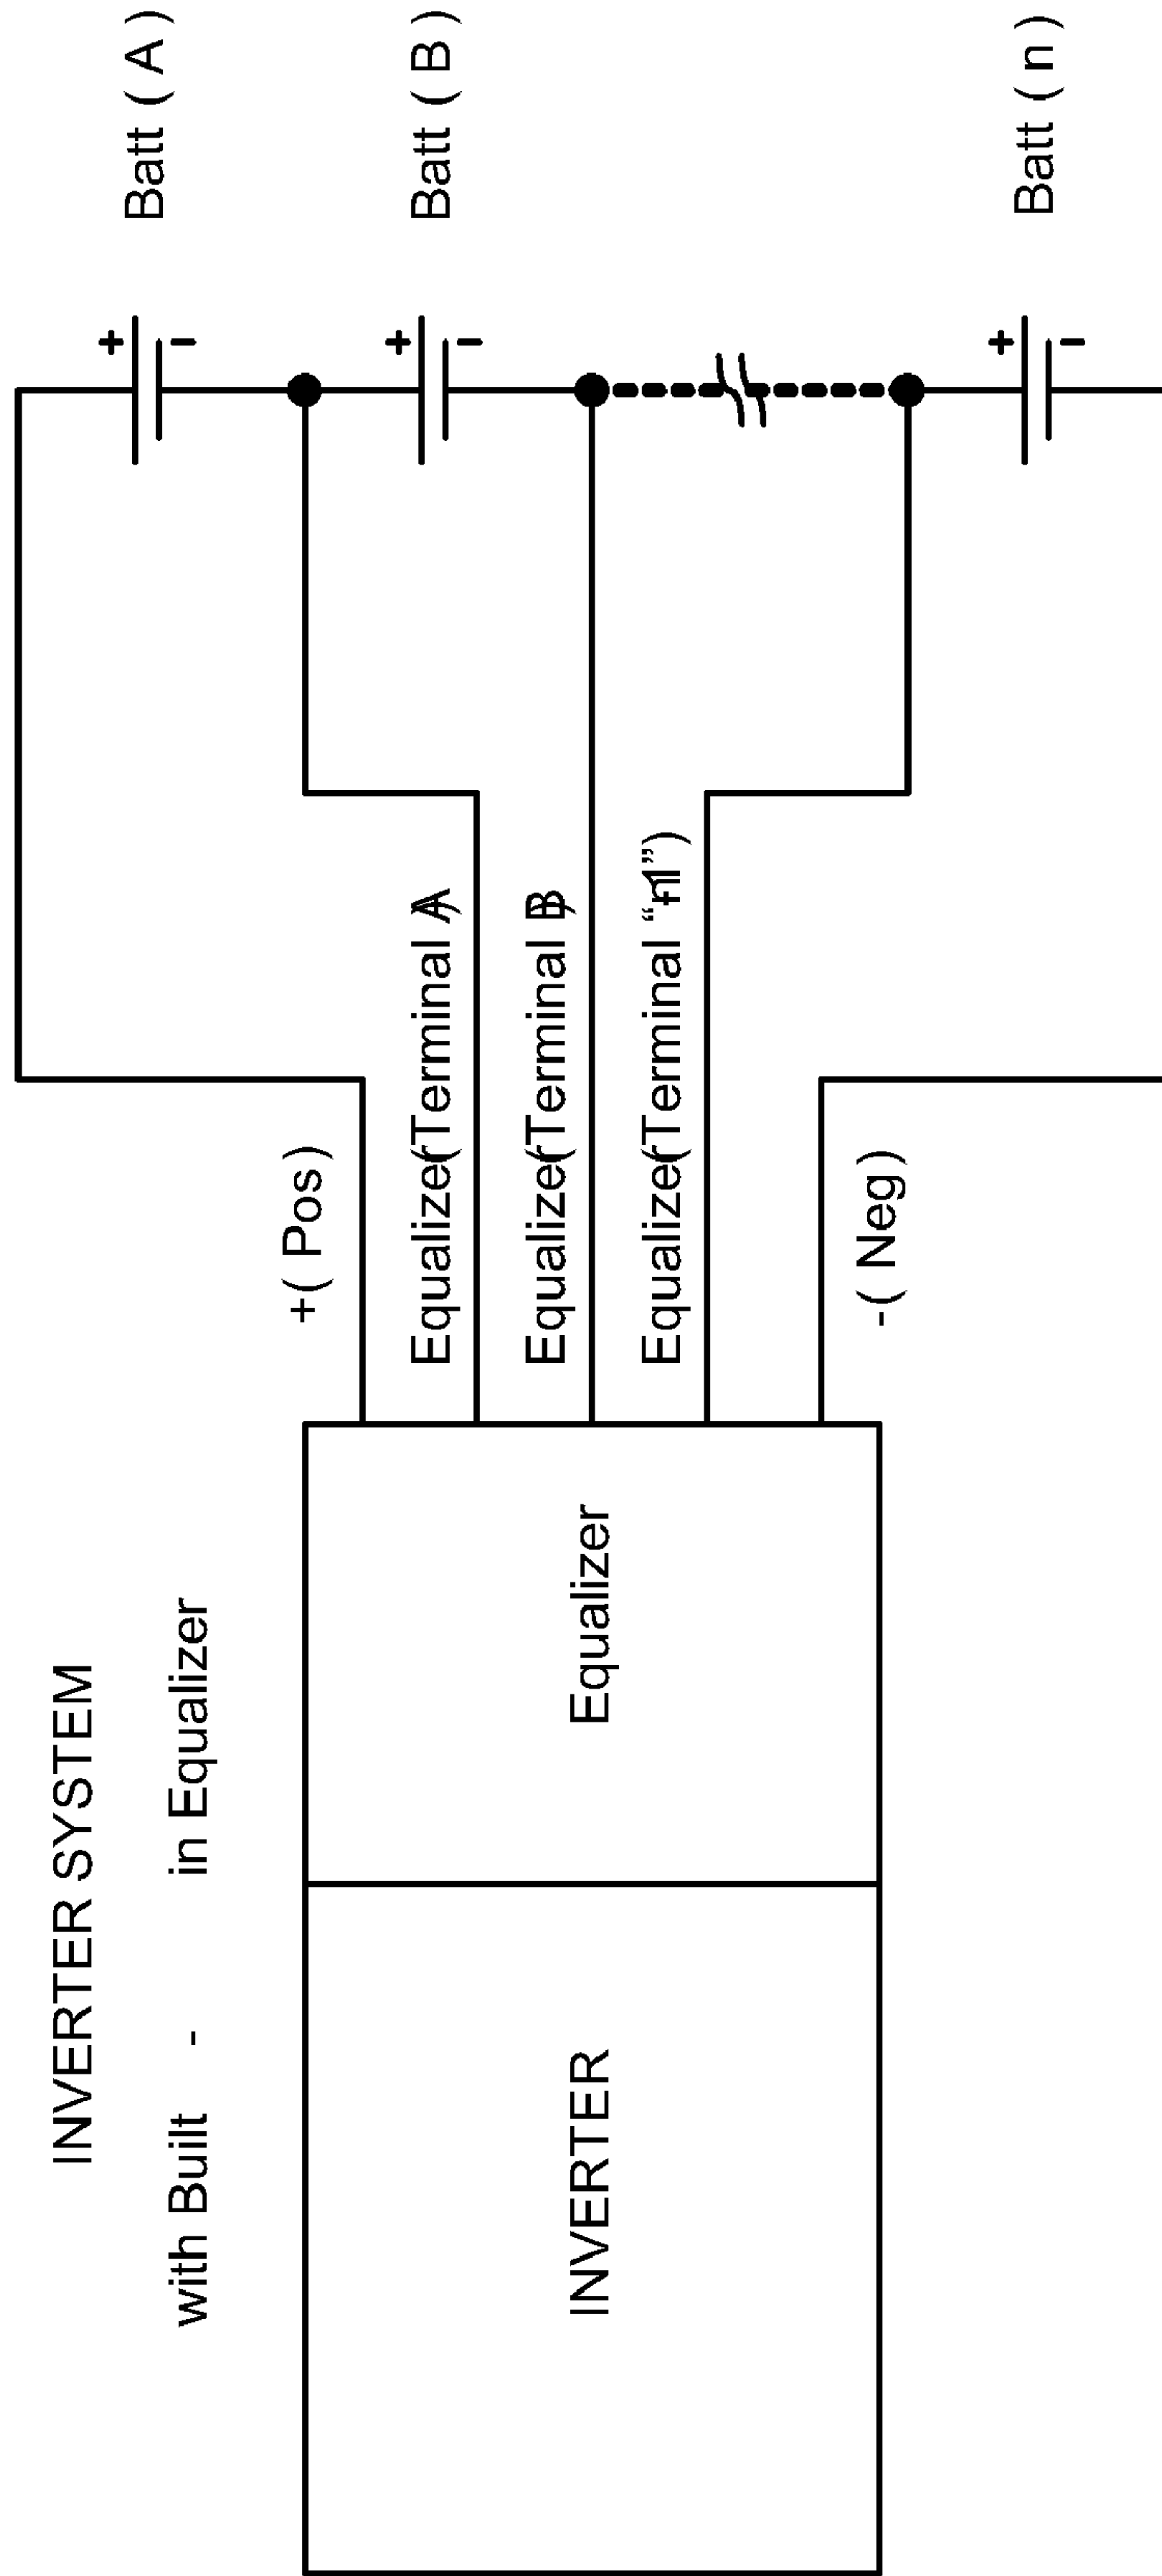 INVERTER SYSTEM
with Built - in Equalizer
INVERTER
Equalizer
+( Pos)
Equalizer(Terminal A)
Equalizer(Terminal B)
Equalizer(Terminal “n-1”)
-( Neg)
Batt ( A )
Batt ( B )
Batt ( n )
+
-
+
-
+
-